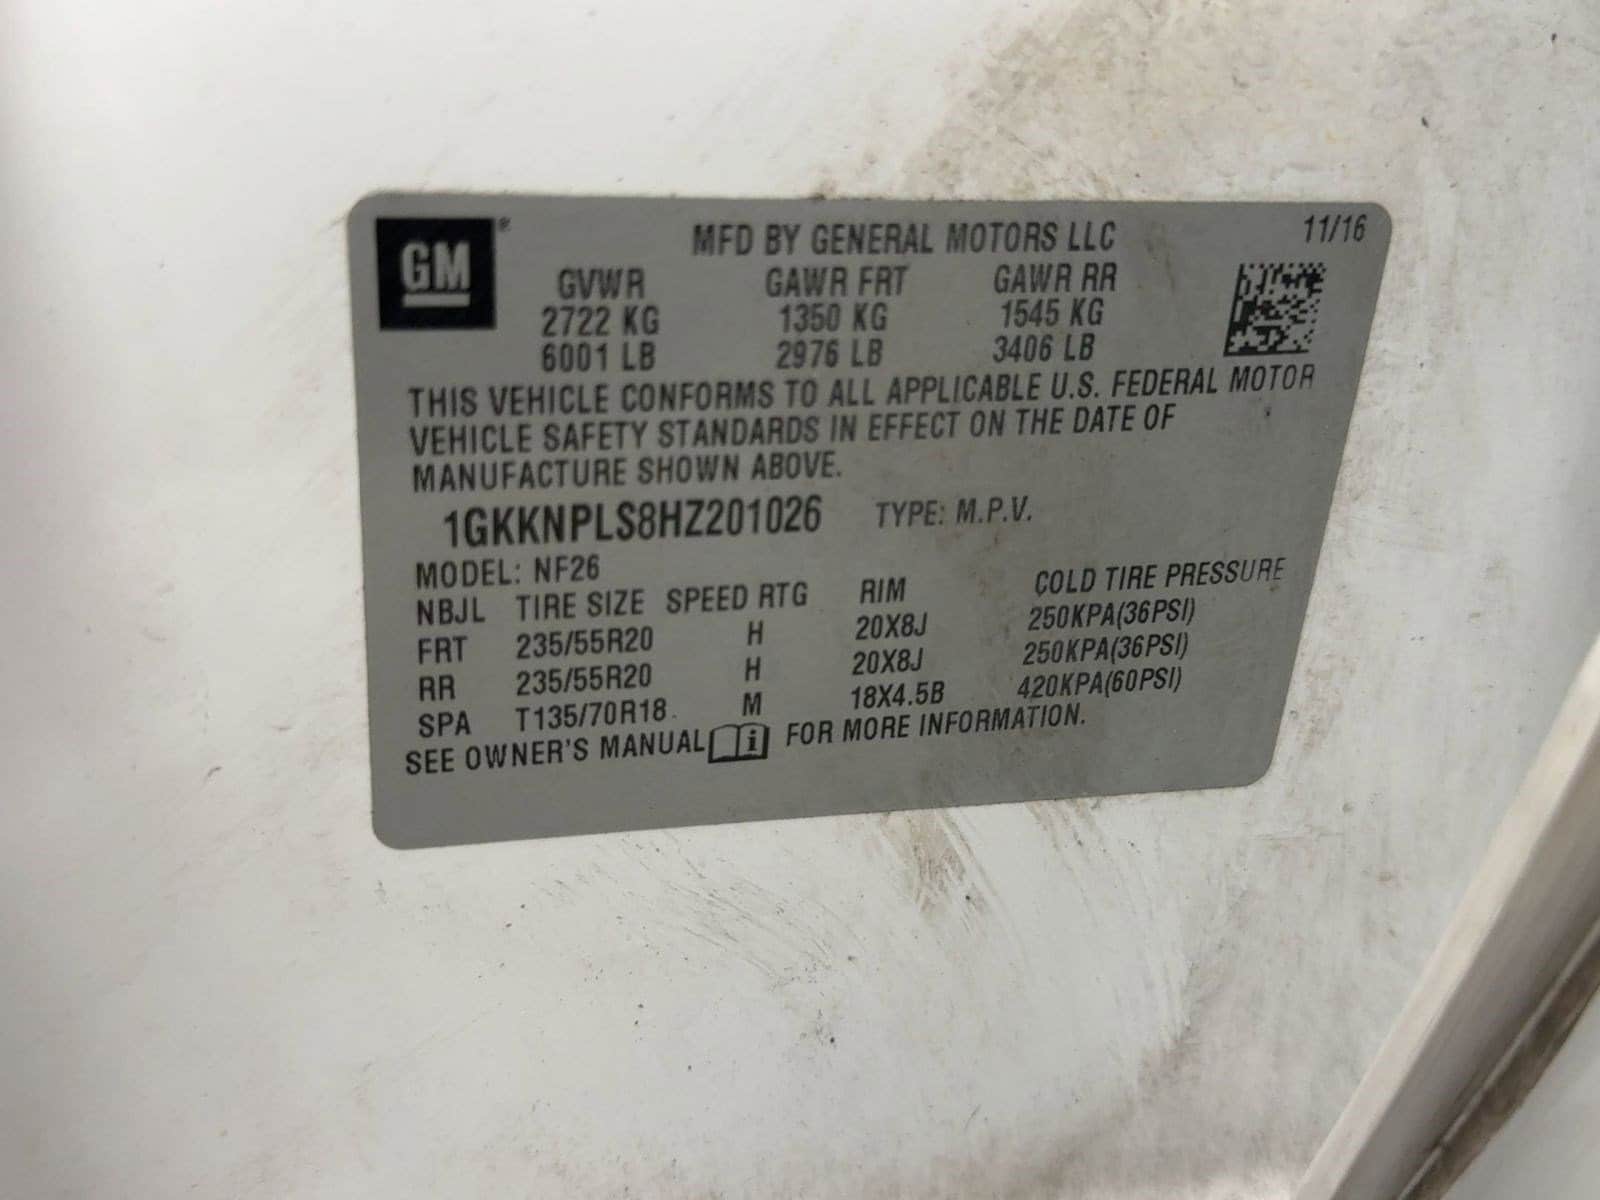 GM ® MFD BY GENERAL MOTORS LLC 11/16
GVWR GAWR FRT GAWR RR
2722 KG 1350 KG 1545 KG
6001 LB 2976 LB 3406 LB
THIS VEHICLE CONFORMS TO ALL APPLICABLE U.S. FEDERAL MOTOR
VEHICLE SAFETY STANDARDS IN EFFECT ON THE DATE OF
MANUFACTURE SHOWN ABOVE.
1GKKNPLS8HZ201026 TYPE: M.P.V.
MODEL: NF26
NBJL TIRE SIZE SPEED RTG RIM COLD TIRE PRESSURE
FRT 235/55R20 H 20X8J 250KPA(36PSI)
RR 235/55R20 H 20X8J 250KPA(36PSI)
SPA T135/70R18 M 18X4.5B 420KPA(60PSI)
SEE OWNER'S MANUAL i FOR MORE INFORMATION.